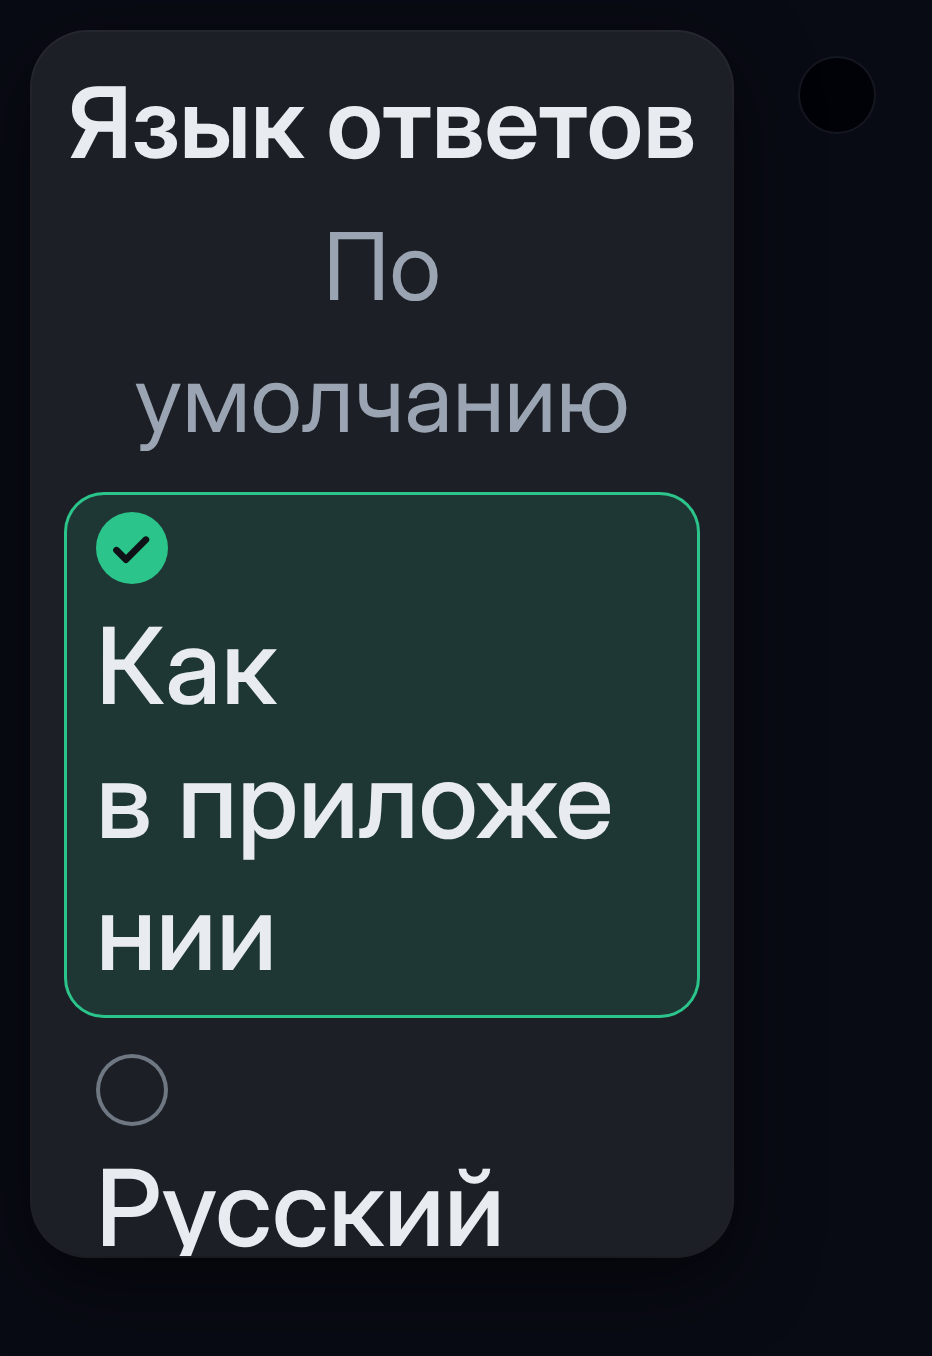 Язык ответов
По
умолчанию
Как
в приложе
нии
Русский